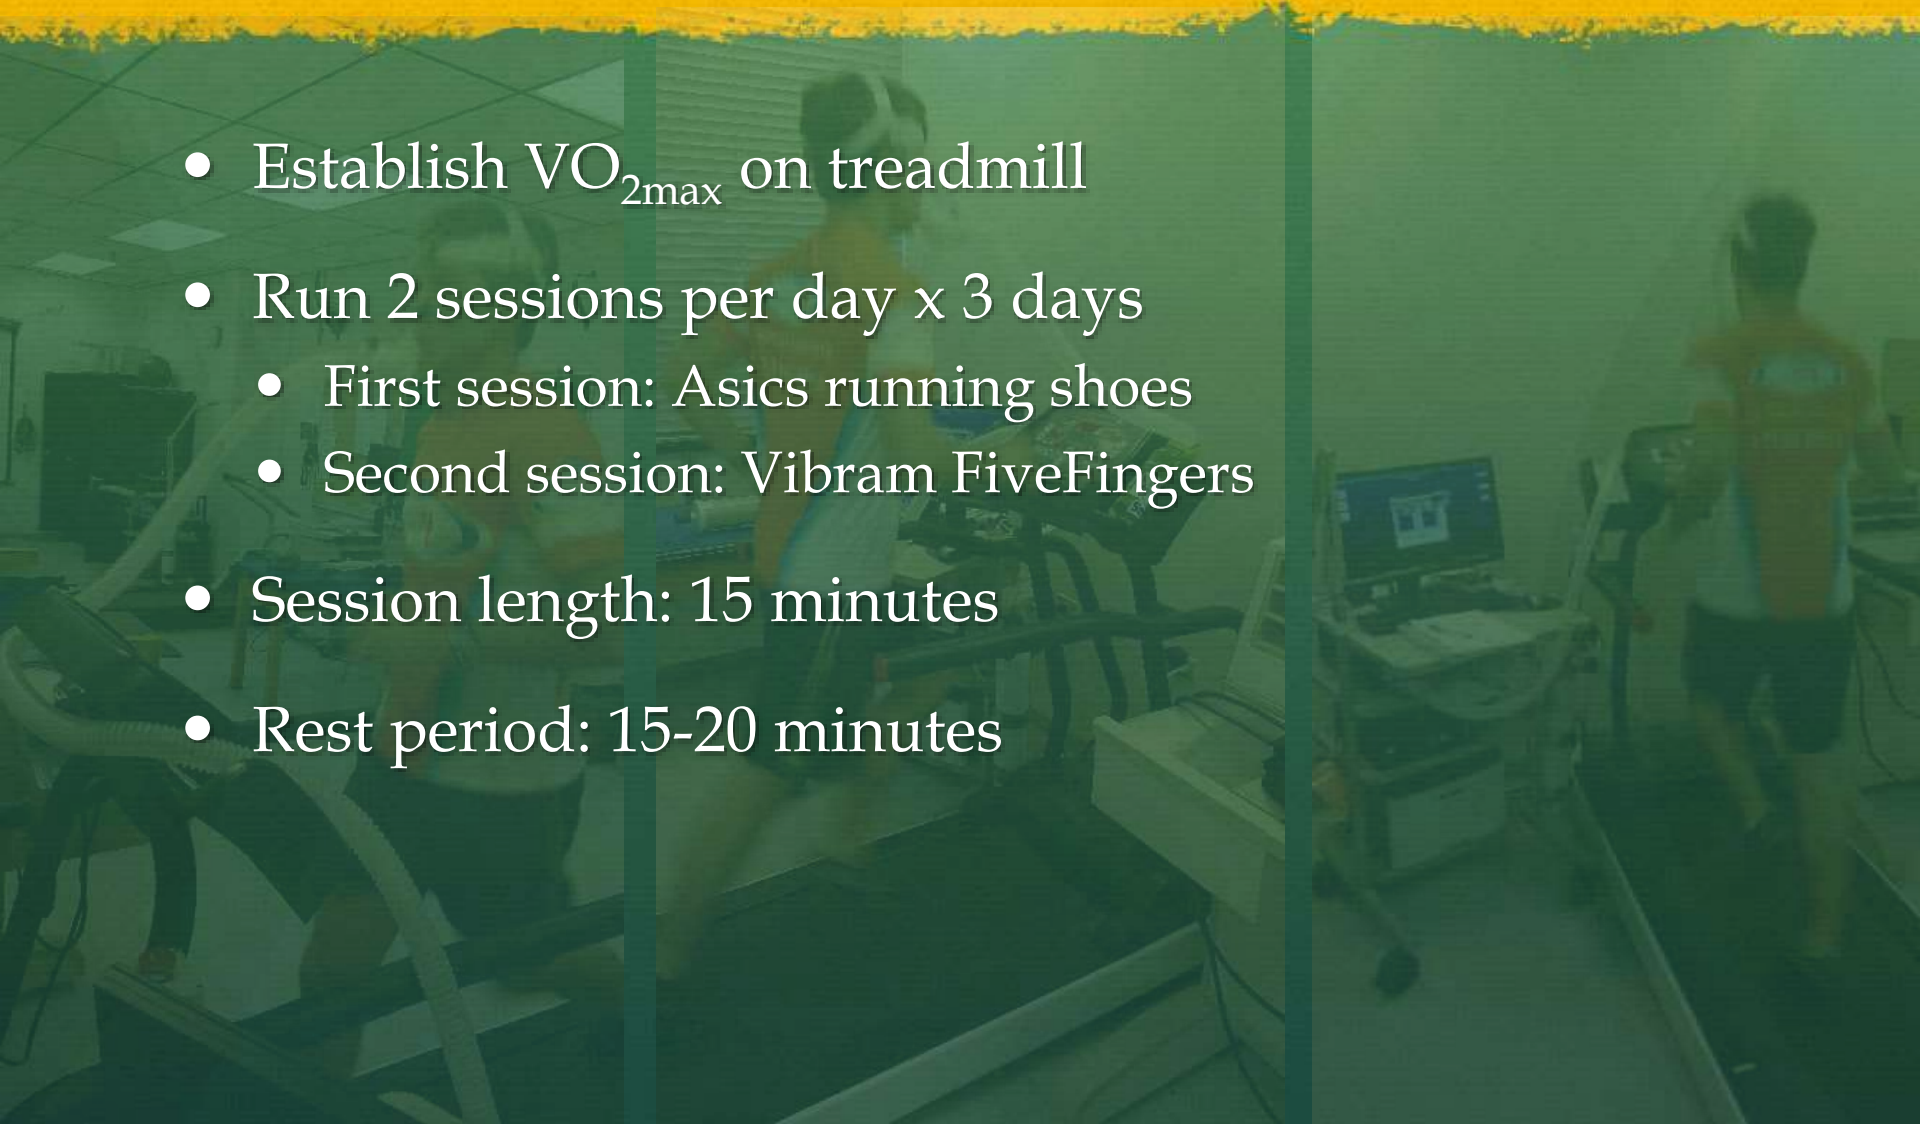 • Establish VO₂max on treadmill
• Run 2 sessions per day x 3 days
• First session: Asics running shoes
• Second session: Vibram FiveFingers
• Session length: 15 minutes
• Rest period: 15-20 minutes